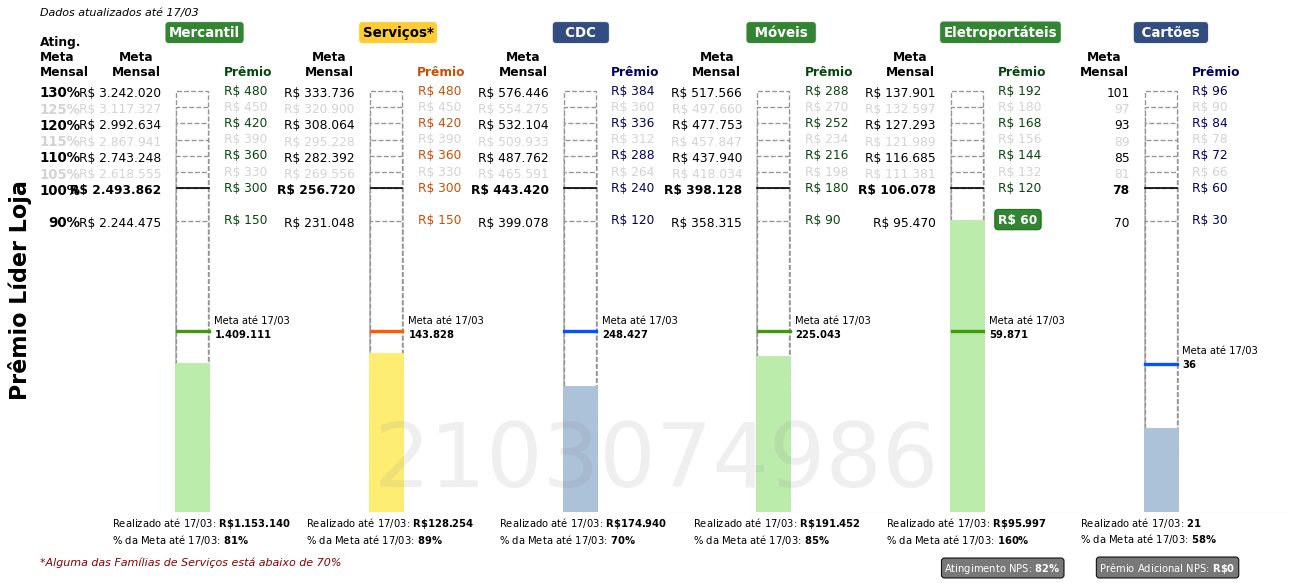 Dados atualizados até 17/03
Mercantil Serviços* CDC Móveis Eletroportáteis Cartões
Ating.
Meta Meta Meta Meta Meta Meta Meta
Mensal Mensal Prêmio Mensal Prêmio Mensal Prêmio Mensal Prêmio Mensal Prêmio Mensal Prêmio
130% R$ 3.242.020 R$ 480 R$ 333.736 R$ 480 R$ 576.446 R$ 384 R$ 517.566 R$ 288 R$ 137.901 R$ 192 101 R$ 96
125% R$ 3.117.327 R$ 450 R$ 320.900 R$ 450 R$ 554.275 R$ 360 R$ 497.660 R$ 270 R$ 132.597 R$ 180 97 R$ 90
120% R$ 2.992.634 R$ 420 R$ 308.064 R$ 420 R$ 532.104 R$ 336 R$ 477.753 R$ 252 R$ 127.293 R$ 168 93 R$ 84
115% R$ 2.867.941 R$ 390 R$ 295.228 R$ 390 R$ 509.933 R$ 312 R$ 457.847 R$ 234 R$ 121.989 R$ 156 89 R$ 78
110% R$ 2.743.248 R$ 360 R$ 282.392 R$ 360 R$ 487.762 R$ 288 R$ 437.940 R$ 216 R$ 116.685 R$ 144 85 R$ 72
105% R$ 2.618.555 R$ 330 R$ 269.556 R$ 330 R$ 465.591 R$ 264 R$ 418.034 R$ 198 R$ 111.381 R$ 132 81 R$ 66
100% R$ 2.493.862 R$ 300 R$ 256.720 R$ 300 R$ 443.420 R$ 240 R$ 398.128 R$ 180 R$ 106.078 R$ 120 78 R$ 60
90% R$ 2.244.475 R$ 150 R$ 231.048 R$ 150 R$ 399.078 R$ 120 R$ 358.315 R$ 90 R$ 95.470 R$ 60 70 R$ 30
Prêmio Líder Loja
Meta até 17/03 Meta até 17/03 Meta até 17/03 Meta até 17/03 Meta até 17/03
1.409.111 143.828 248.427 225.043 59.871
Meta até 17/03
36
2103074986
Realizado até 17/03: R$1.153.140 Realizado até 17/03: R$128.254 Realizado até 17/03: R$174.940 Realizado até 17/03: R$191.452 Realizado até 17/03: R$95.997 Realizado até 17/03: 21
% da Meta até 17/03: 81% % da Meta até 17/03: 89% % da Meta até 17/03: 70% % da Meta até 17/03: 85% % da Meta até 17/03: 160% % da Meta até 17/03: 58%
*Alguma das Famílias de Serviços está abaixo de 70% Atingimento NPS: 82% Prêmio Adicional NPS: R$0